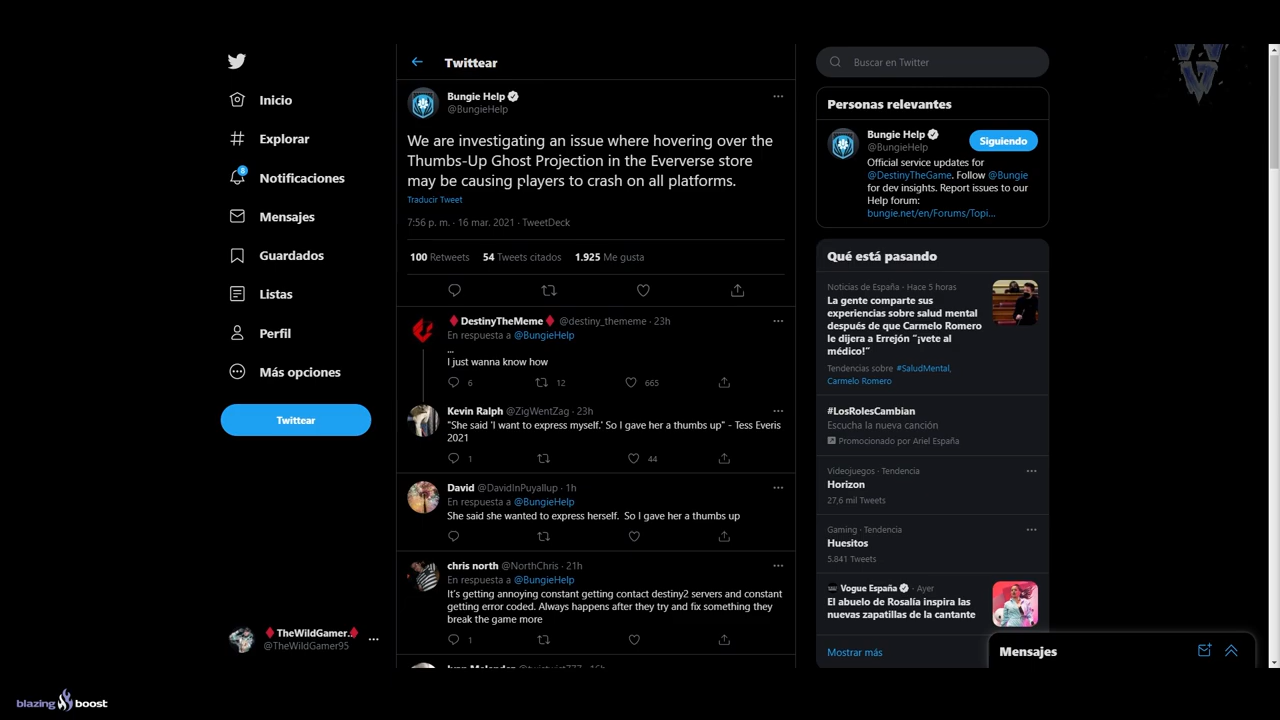 Inicio
Explorar
8
Notificaciones
Mensajes
Guardados
Listas
Perfil
Más opciones
Twittear
TheWildGamer..
@TheWildGamer95
Twittear
Bungie Help
@BungieHelp
We are investigating an issue where hovering over the
Thumbs-Up Ghost Projection in the Eververse store
may be causing players to crash on all platforms.
Traducir Tweet
7:56 p. m. · 16 mar. 2021 · TweetDeck
100 Retweets 54 Tweets citados 1.925 Me gusta
DestinyTheMeme @destiny_thememe · 23h
En respuesta a @BungieHelp
...
I just wanna know how
6 12 665
Kevin Ralph @ZigWentZag · 23h
"She said 'I want to express myself.' So I gave her a thumbs up" - Tess Everis
2021
1 44
David @DavidInPuyallup · 1h
En respuesta a @BungieHelp
She said she wanted to express herself. So I gave her a thumbs up
chris north @NorthChris · 21h
En respuesta a @BungieHelp
It's getting annoying constant getting contact destiny2 servers and constant
getting error coded. Always happens after they try and fix something they
break the game more
1
Buscar en Twitter
Personas relevantes
Bungie Help
@BungieHelp
Siguiendo
Official service updates for
@DestinyTheGame. Follow @Bungie
for dev insights. Report issues to our
Help forum:
bungie.net/en/Forums/Topi...
Qué está pasando
Noticias de España · Hace 5 horas
La gente comparte sus
experiencias sobre salud mental
después de que Carmelo Romero
le dijera a Errejón "¡vete al
médico!"
Tendencias sobre #SaludMental,
Carmelo Romero
#LosRolesCambian
Escucha la nueva canción
Promocionado por Ariel España
Videojuegos · Tendencia
Horizon
27,6 mil Tweets
Gaming · Tendencia
Huesitos
5.841 Tweets
Vogue España · Ayer
El abuelo de Rosalía inspira las
nuevas zapatillas de la cantante
Mostrar más
Mensajes
blazing boost